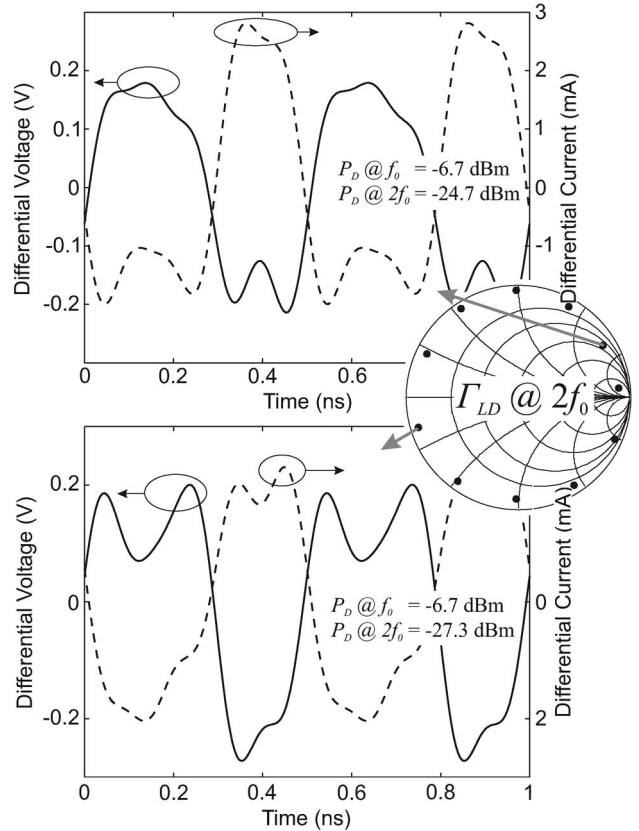 3
0.2
2
0.1
1
0
0
-0.1
-1
-0.2
Differential Voltage (V)
Differential Current (mA)
P_D @ f_0 = -6.7 dBm
P_D @ 2f_0 = -24.7 dBm
0 0.2 0.4 0.6
Time (ns)
Γ_LD @ 2f_0
0.2
0
0
-0.2
2
3
Differential Voltage (V)
Differential Current (mA)
P_D @ f_0 = -6.7 dBm
P_D @ 2f_0 = -27.3 dBm
0 0.2 0.4 0.6 0.8 1
Time (ns)